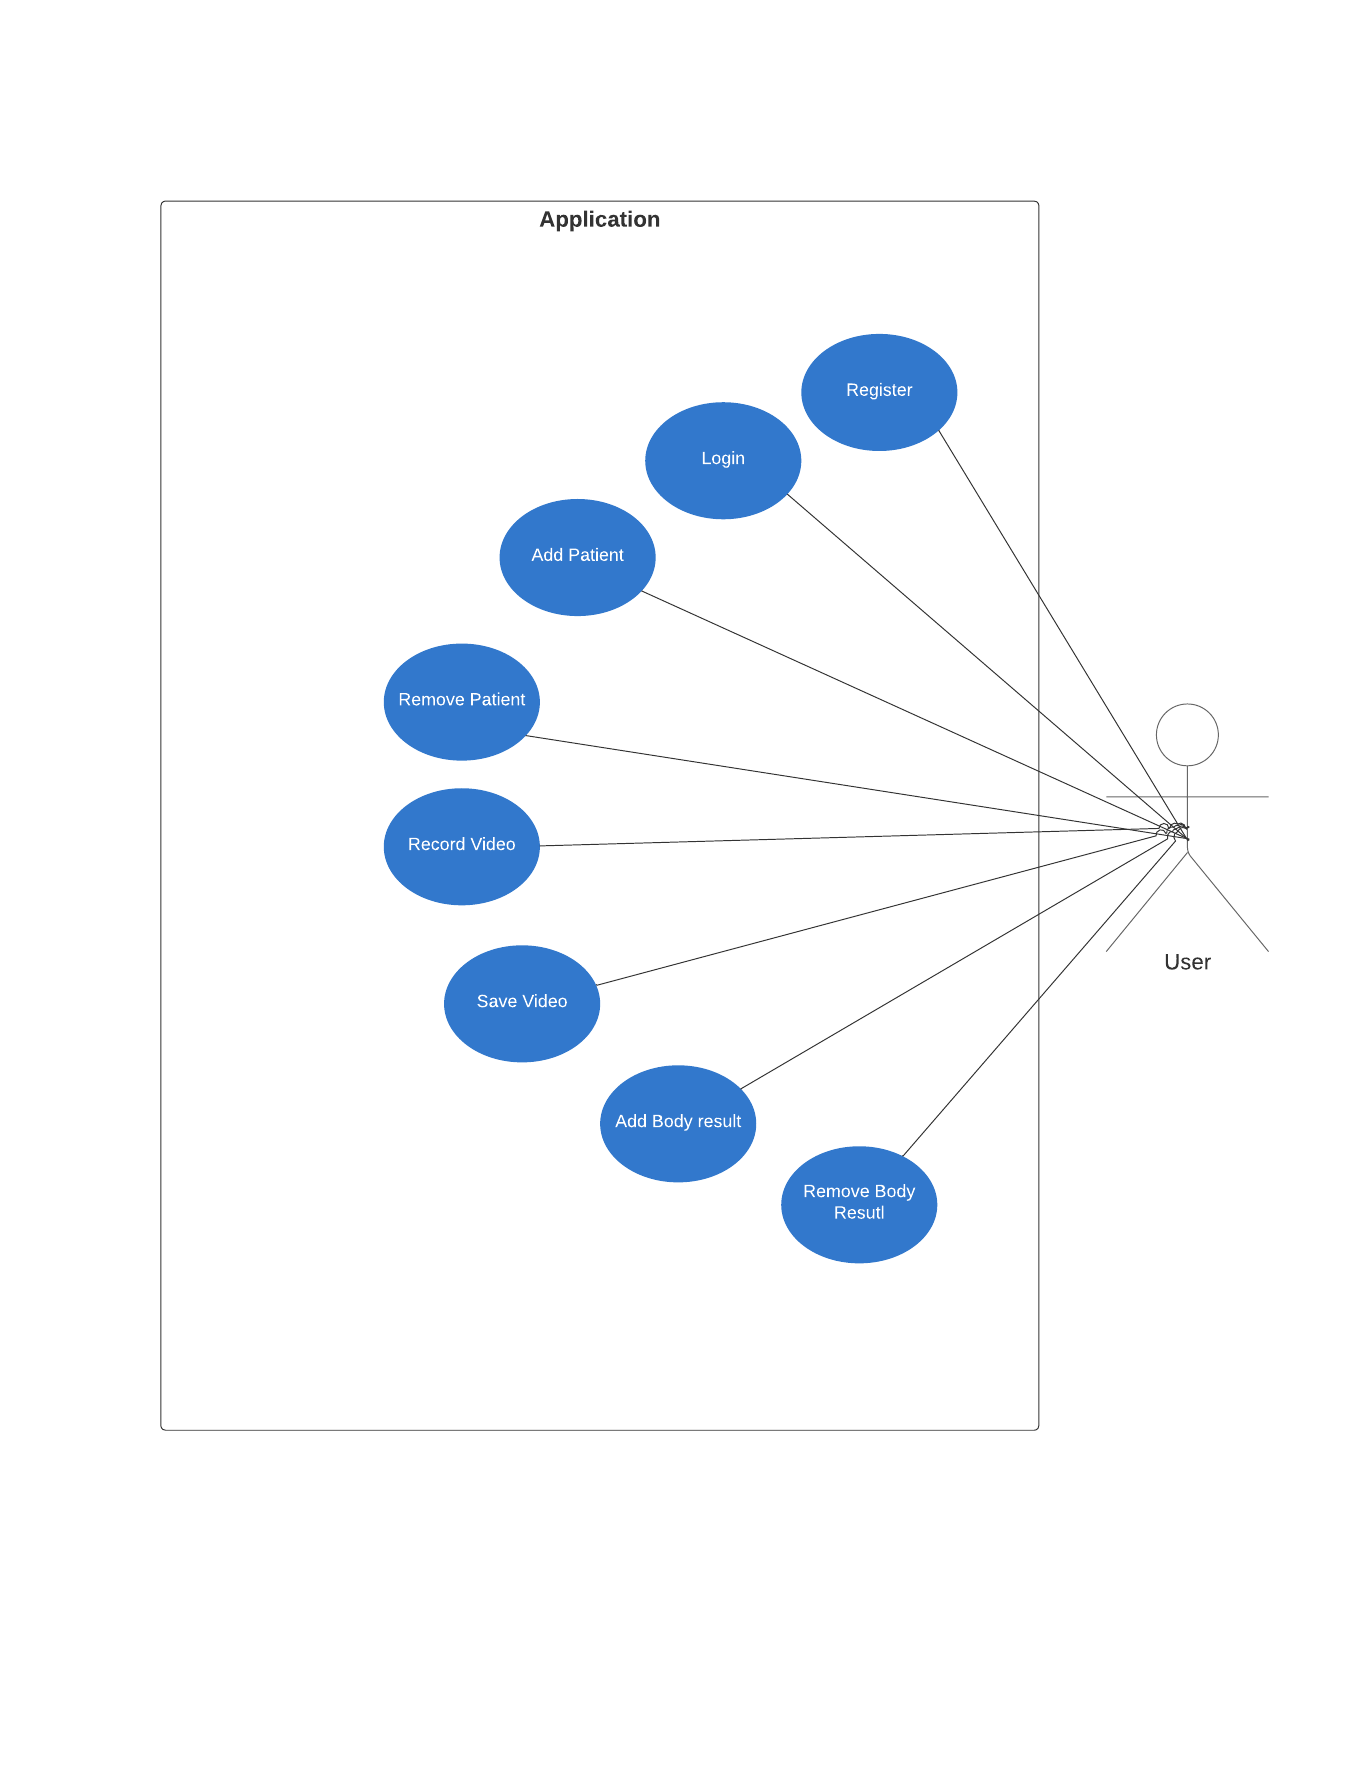 Application
Register
Login
Add Patient
Remove Patient
Record Video
User
Save Video
Add Body result
Remove Body
Resutl